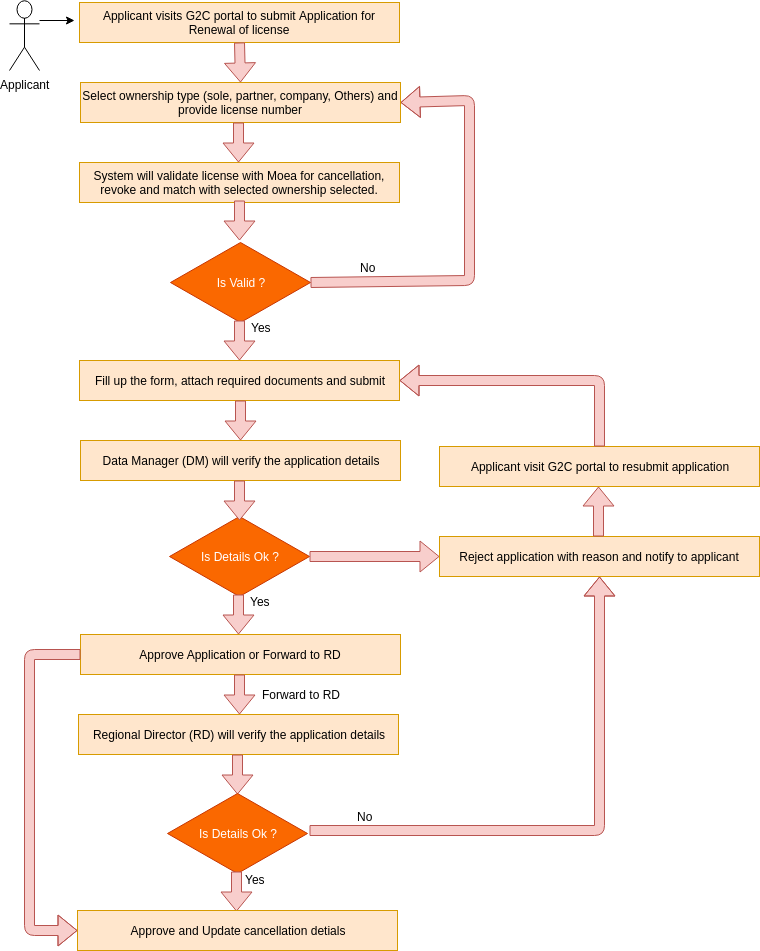 Applicant visits G2C portal to submit Application for
Renewal of license
Applicant
Select ownership type (sole, partner, company, Others) and
provide license number
System will validate license with Moea for cancellation,
revoke and match with selected ownership selected.
Is Valid ?
No
Yes
Fill up the form, attach required documents and submit
Data Manager (DM) will verify the application details
Applicant visit G2C portal to resubmit application
Is Details Ok ?
Reject application with reason and notify to applicant
Yes
Approve Application or Forward to RD
Forward to RD
Regional Director (RD) will verify the application details
No
Is Details Ok ?
Yes
Approve and Update cancellation detials